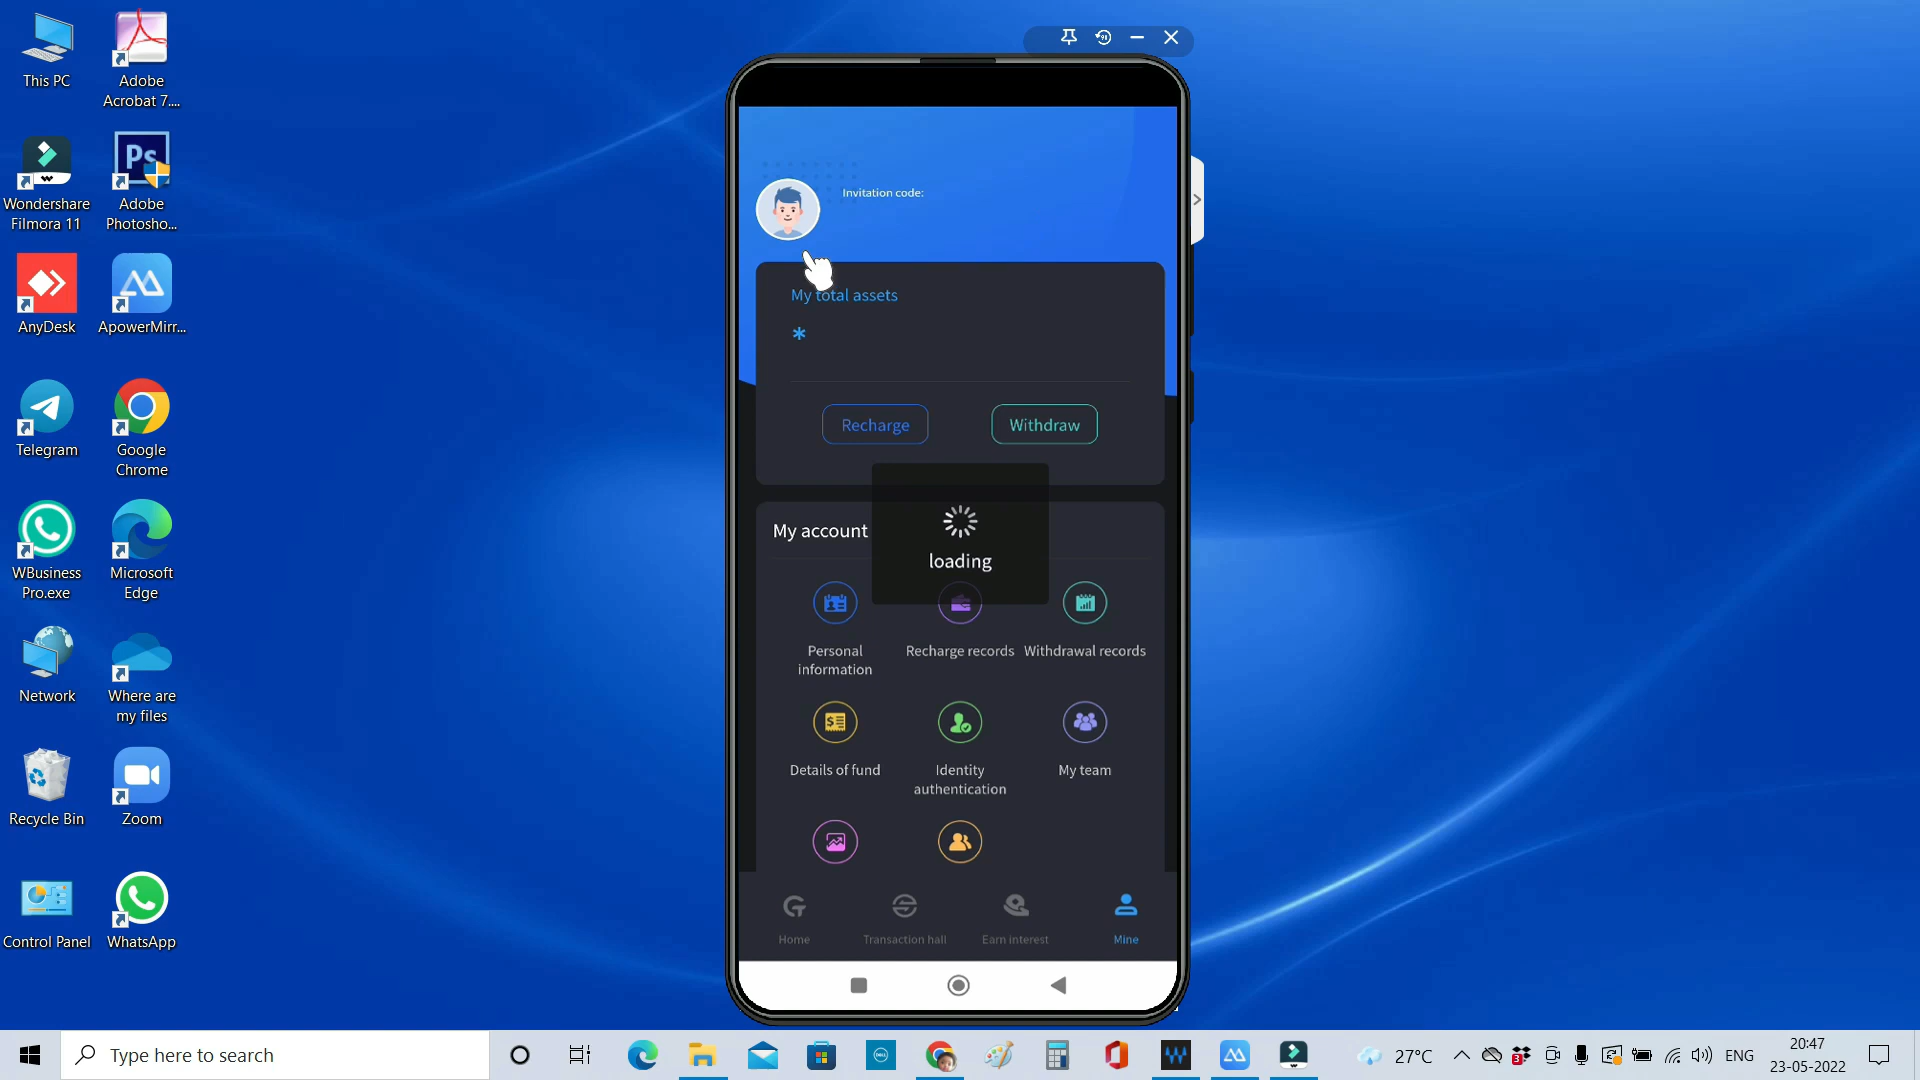 This PC
Adobe
Acrobat 7....
Wondershare
Filmora 11
Ps
Adobe
Photosho...
AnyDesk
ApowerMirr...
Telegram
Google
Chrome
WBusiness
Pro.exe
Microsoft
Edge
Network
Where are
my files
Recycle Bin
Zoom
Control Panel
WhatsApp
Invitation code:
My total assets
*
Recharge
Withdraw
loading
My account
Personal
information
Recharge records
Withdrawal records
Details of fund
Identity
authentication
My team
Home
Transaction hall
Earn interest
Mine
Type here to search
DELL
27°C
3
ENG
20:47
23-05-2022